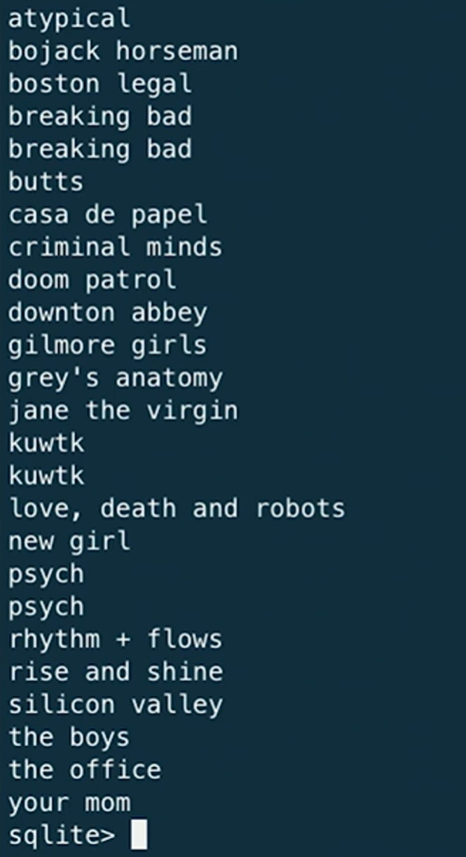 atypical
bojack horseman
boston legal
breaking bad
breaking bad
butts
casa de papel
criminal minds
doom patrol
downton abbey
gilmore girls
grey's anatomy
jane the virgin
kuwtk
kuwtk
love, death and robots
new girl
psych
psych
rhythm + flows
rise and shine
silicon valley
the boys
the office
your mom
sqlite>